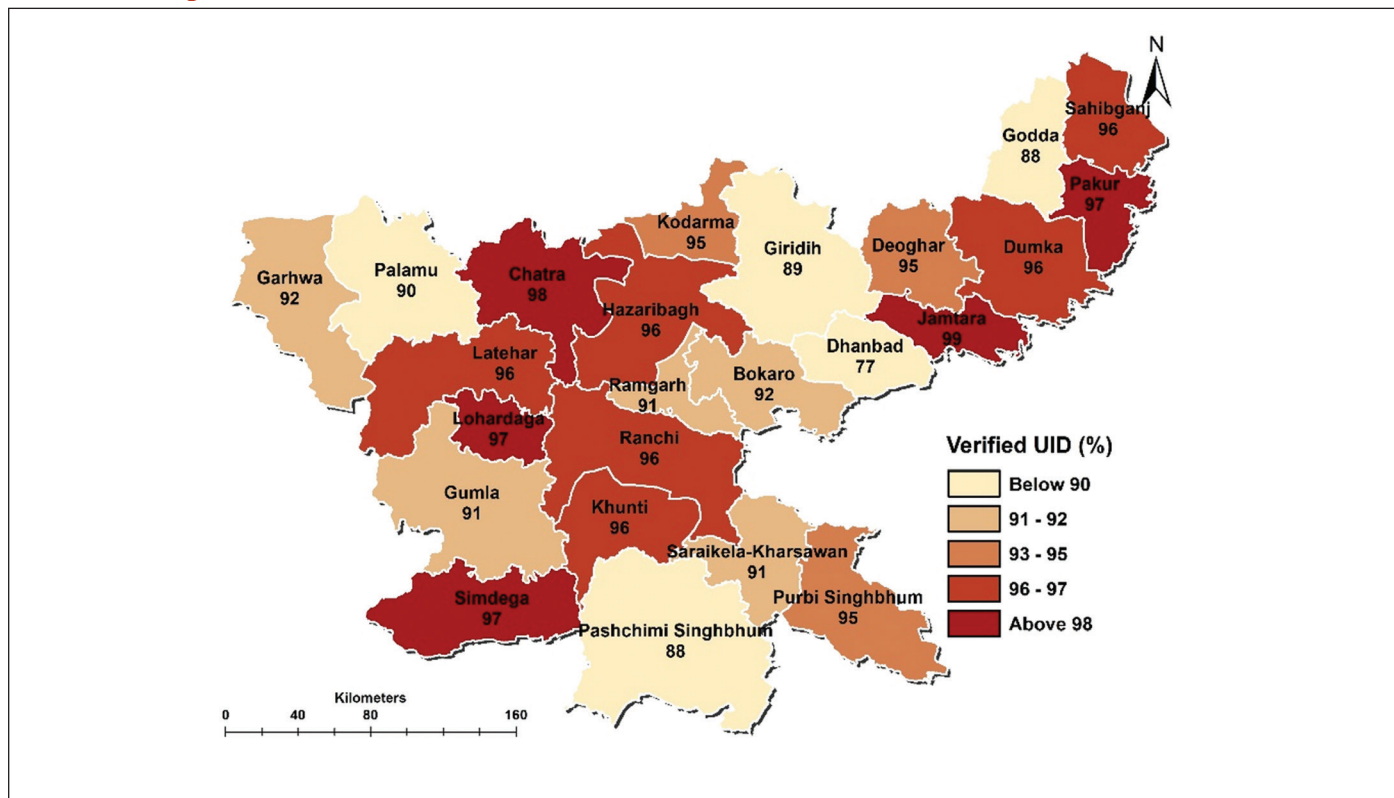 N
Sahibganj
96
Godda
88
Pakur
97
Kodarma
95
Giridih
89
Deoghar
95
Dumka
96
Garhwa
92
Palamu
90
Chatra
98
Hazaribagh
96
Jamtara
99
Latehar
96
Dhanbad
77
Ramgarh
91
Bokaro
92
Lohardaga
97
Ranchi
96
Gumla
91
Khunti
96
Saraikela-Kharsawan
91
Simdega
97
Purbi Singhbhum
95
Pashchimi Singhbhum
88
Verified UID (%)
Below 90
91 - 92
93 - 95
96 - 97
Above 98
Kilometers
0 40 80 160